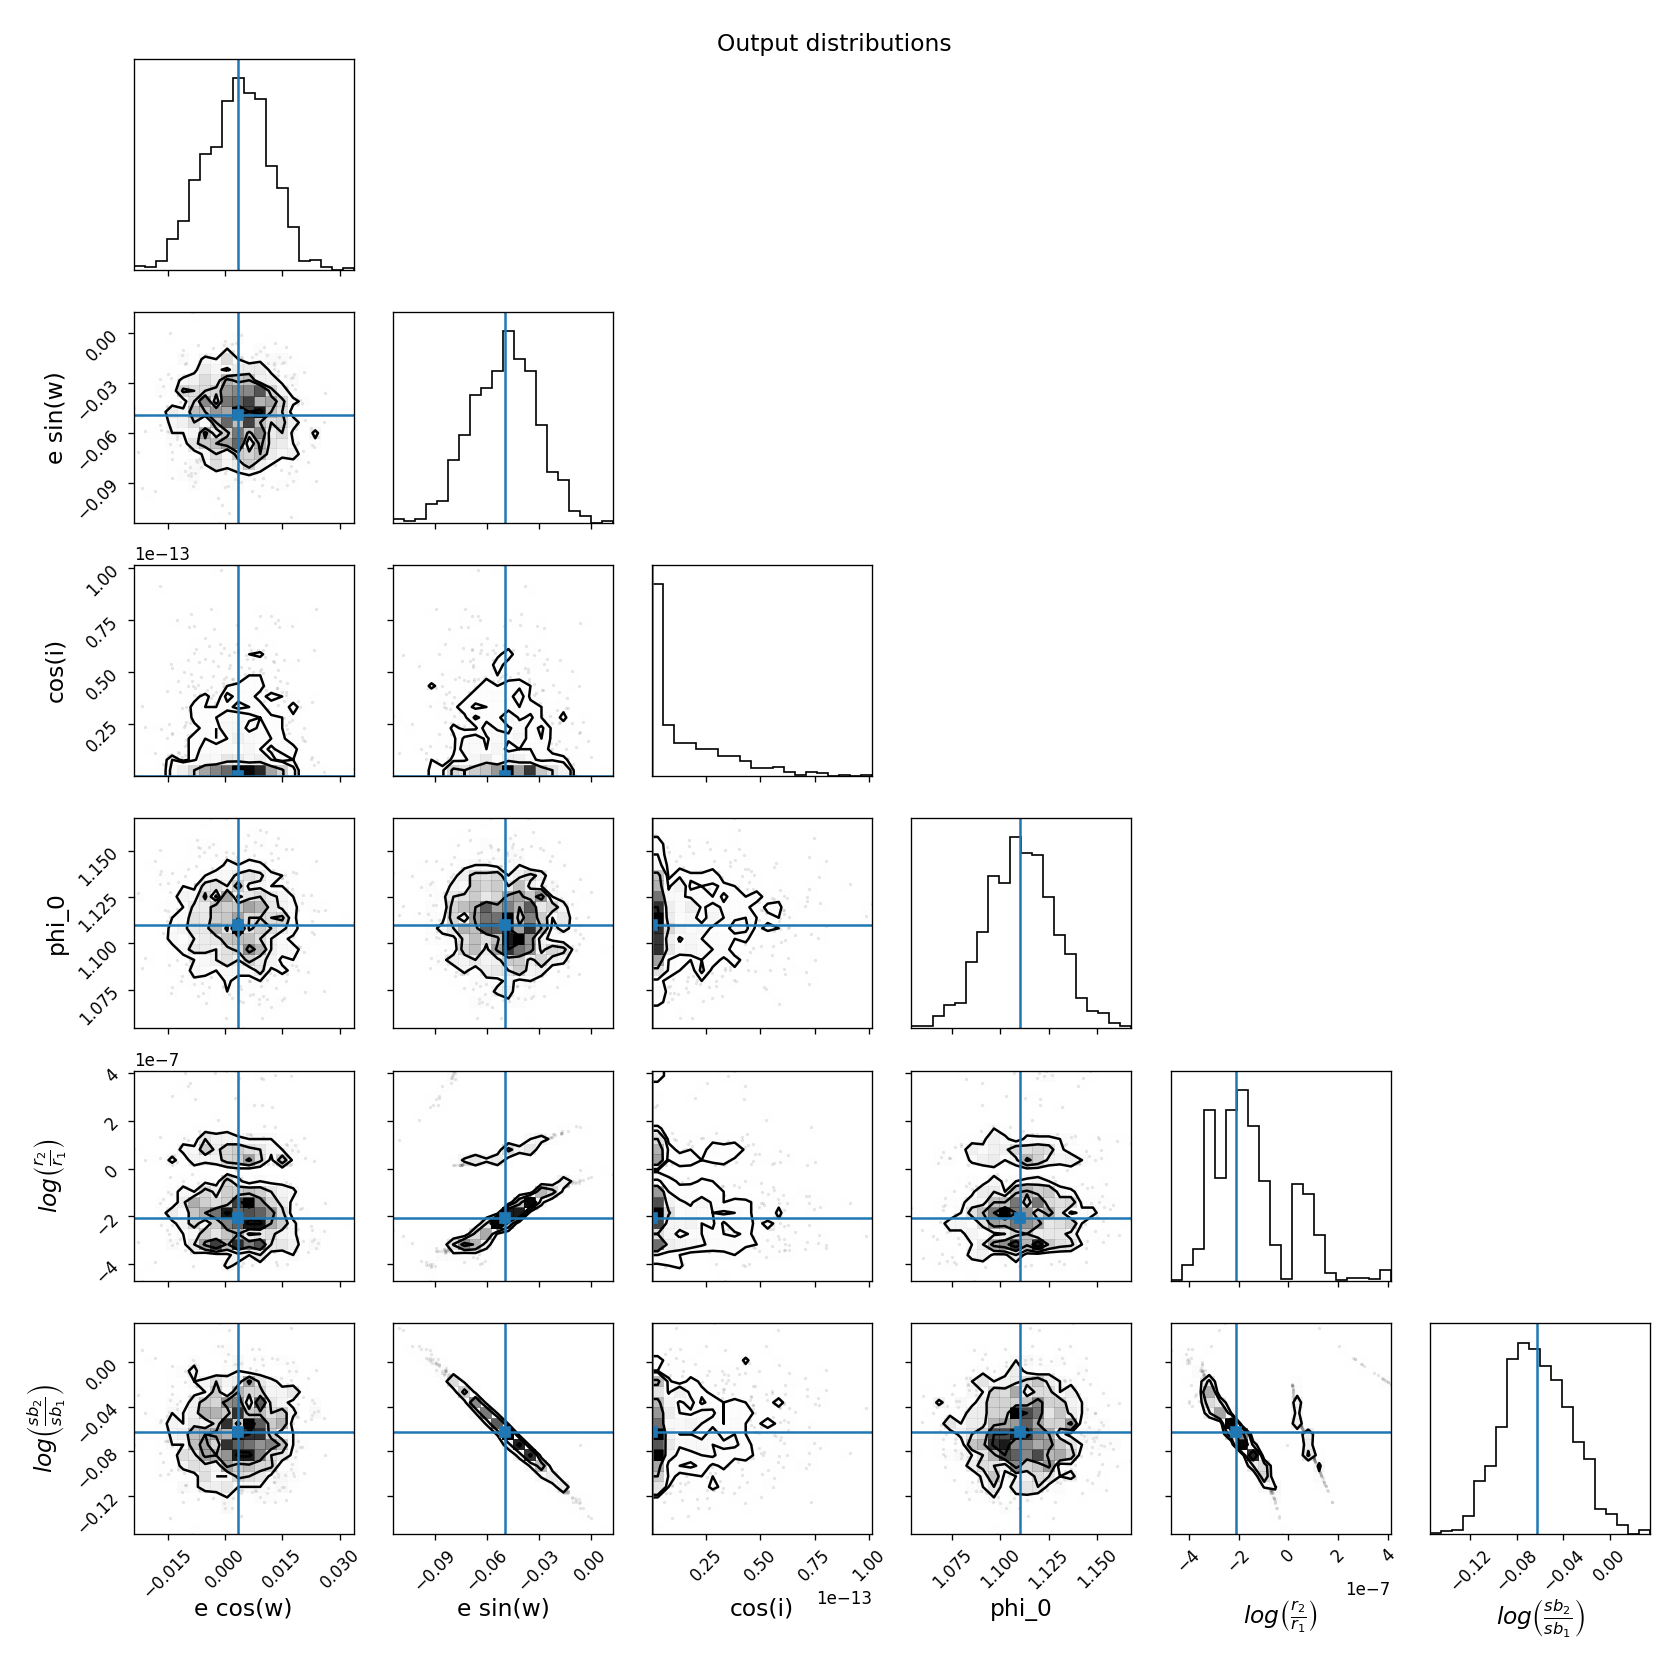 Output distributions
0.00
−0.03
−0.06
−0.09
e sin(w)
1e−13
1.00
0.75
0.50
0.25
cos(i)
1.150
1.125
1.100
1.075
phi_0
1e−7
4
2
0
−2
−4
log(r2/r1)
0.00
−0.04
−0.08
−0.12
log(sb2/sb1)
−0.015 0.000 0.015 0.030
e cos(w)
−0.09 −0.06 −0.03 0.00
e sin(w)
0.25 0.50 0.75 1.00
1e−13
cos(i)
1.075 1.100 1.125 1.150
phi_0
−4 −2 0 2 4
1e−7
log(r2/r1)
−0.12 −0.08 −0.04 0.00
log(sb2/sb1)